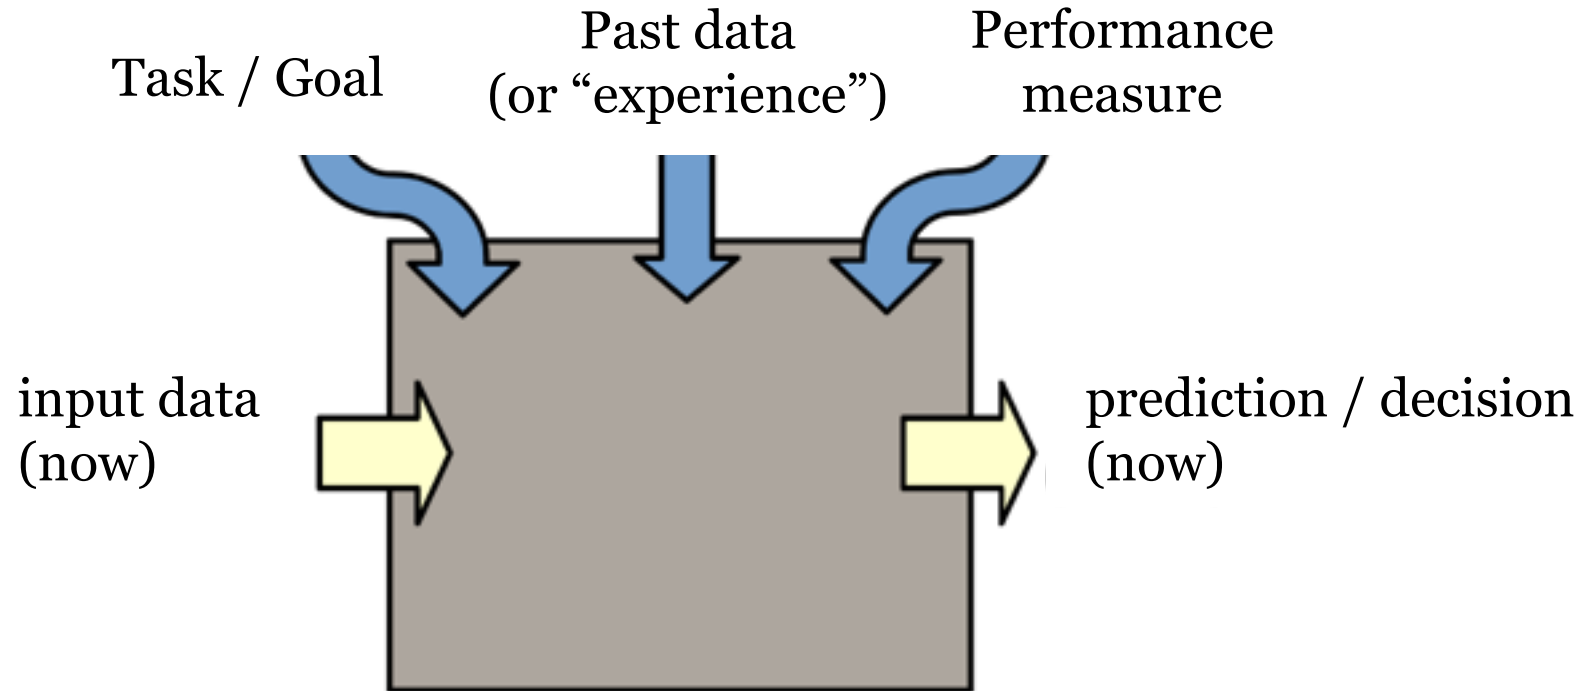 Task / Goal
Past data
(or “experience”)
Performance
measure
input data
(now)
prediction / decision
(now)